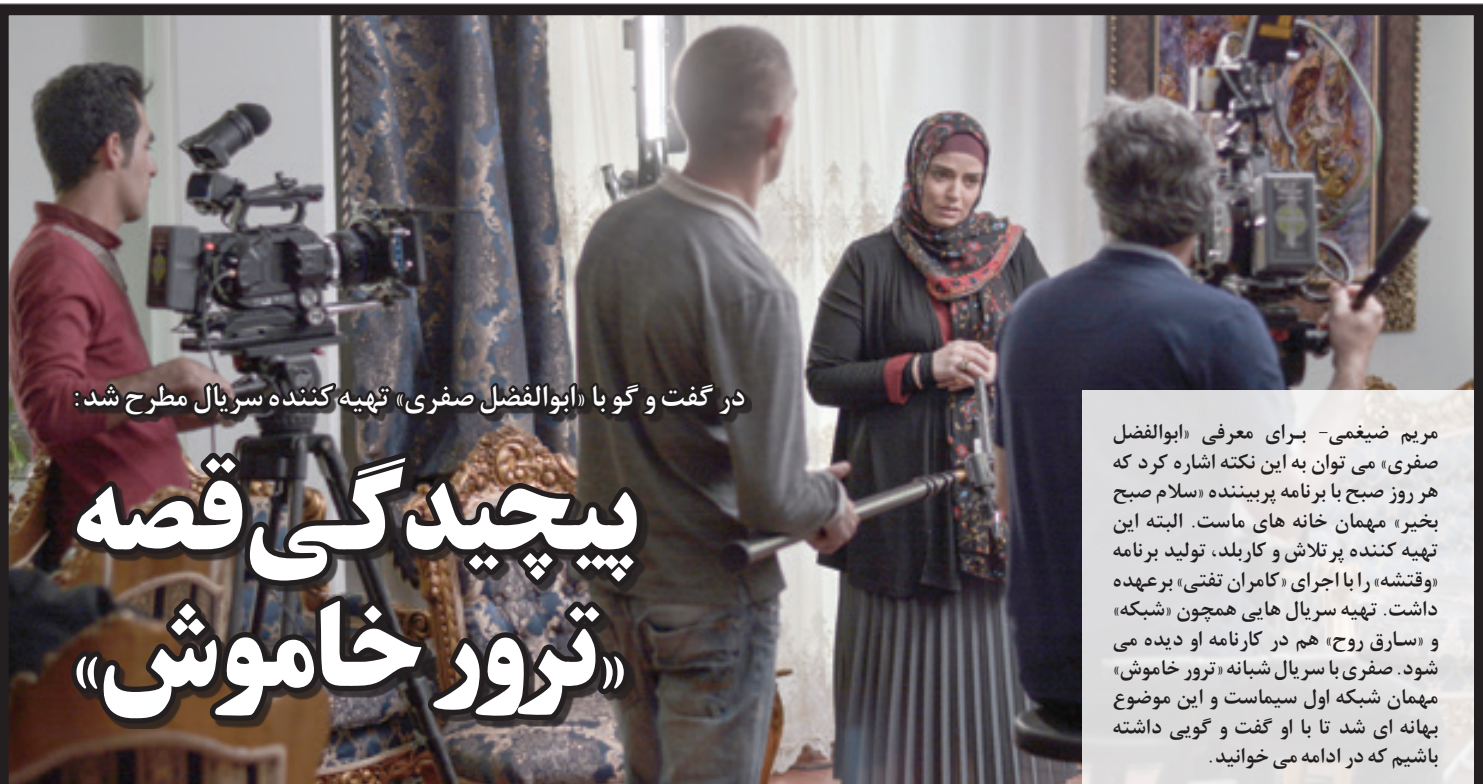 در گفت و گو با «ابوالفضل صفری» تهیه کننده سریال مطرح شد:
پیچیدگی قصه
«ترور خاموش»
مریم ضیغمی- برای معرفی «ابوالفضل
صفری» می توان به این نکته اشاره کرد که
هر روز صبح با برنامه پربیننده «سلام صبح
بخیر» مهمان خانه های ماست. البته این
تهیه کننده پرتلاش و کاربلد، تولید برنامه
«وقتشه» را با اجرای «کامران تفتی» برعهده
داشت. تهیه سریال هایی همچون «شبکه»
و «سارق روح» هم در کارنامه او دیده می
شود. صفری با سریال شبانه «ترور خاموش»
مهمان شبکه اول سیماست و این موضوع
بهانه ای شد تا با او گفت و گویی داشته
باشیم که در ادامه می خوانید.